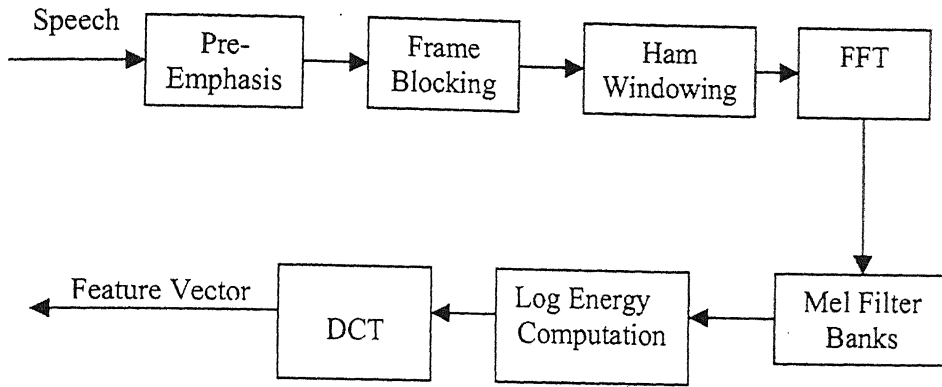 Speech
Pre-
Emphasis
Frame
Blocking
Ham
Windowing
FFT
Mel Filter
Banks
Log Energy
Computation
DCT
Feature Vector